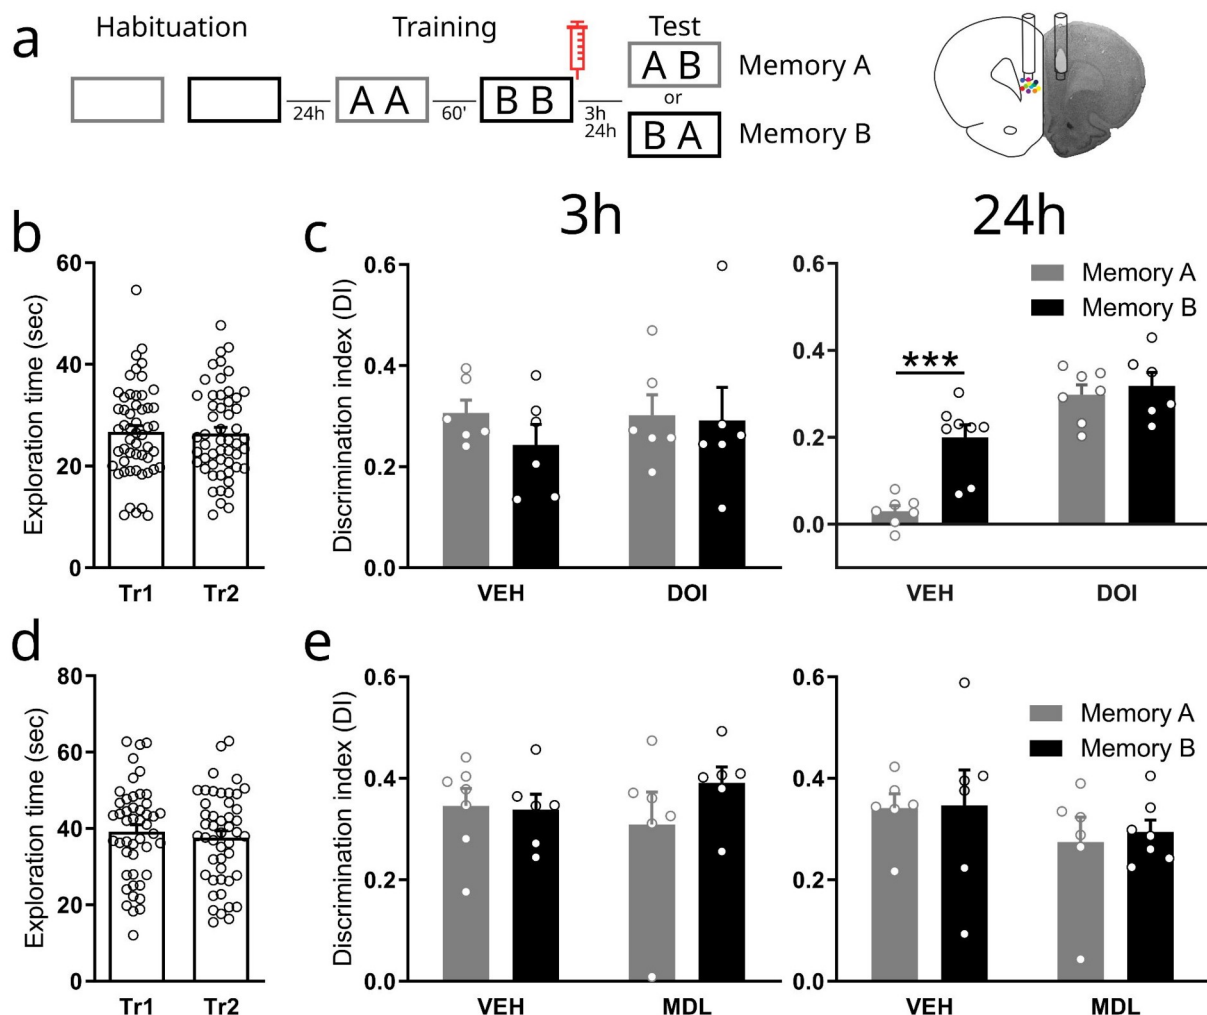 a
Habituation Training Test
A A B B A B Memory A
or
24h 60' 3h
24h
B A Memory B
b c 3h 24h
Exploration time (sec)
60
40
20
0
Tr1 Tr2
Discrimination index (DI)
0.6
0.4
0.2
0.0
VEH DOI
0.6
0.4
0.2
0.0
***
Memory A
Memory B
VEH DOI
d e
Exploration time (sec)
80
60
40
20
0
Tr1 Tr2
Discrimination index (DI)
0.6
0.4
0.2
0.0
VEH MDL
0.6
0.4
0.2
0.0
Memory A
Memory B
VEH MDL